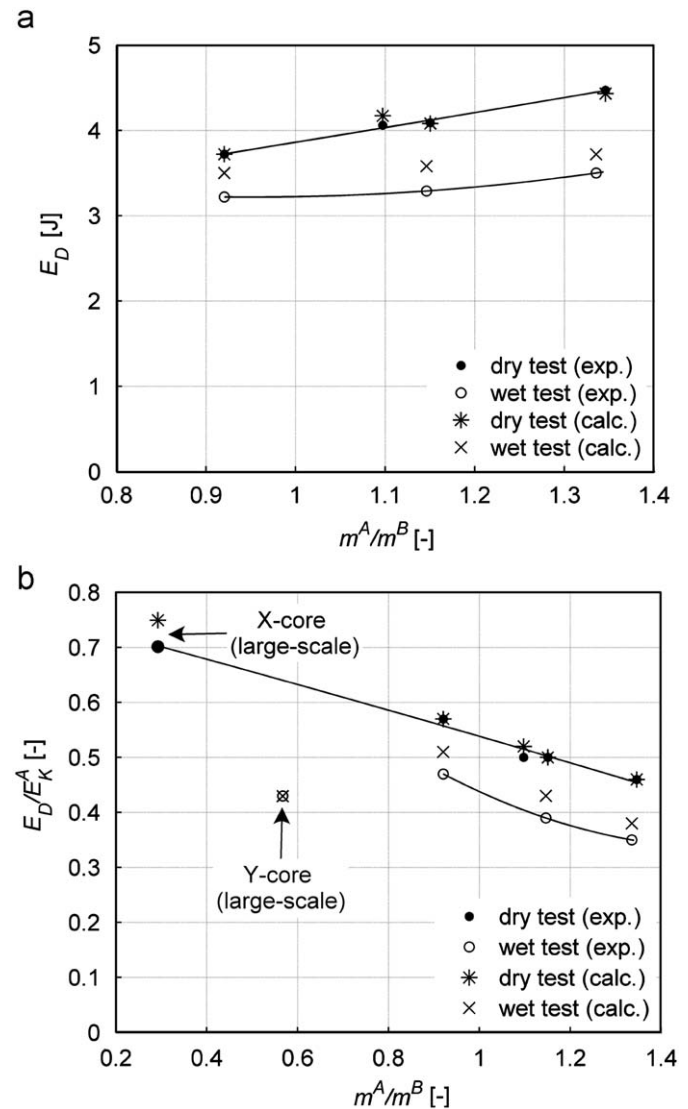 a
5
4
3
2
1
0
E_D [J]
dry test (exp.)
wet test (exp.)
dry test (calc.)
wet test (calc.)
0.8 0.9 1 1.1 1.2 1.3 1.4
m^A/m^B [-]
b
0.8
0.7
0.6
0.5
0.4
0.3
0.2
0.1
0
E_D/E_K^A [-]
X-core
(large-scale)
Y-core
(large-scale)
dry test (exp.)
wet test (exp.)
dry test (calc.)
wet test (calc.)
0.2 0.4 0.6 0.8 1 1.2 1.4
m^A/m^B [-]